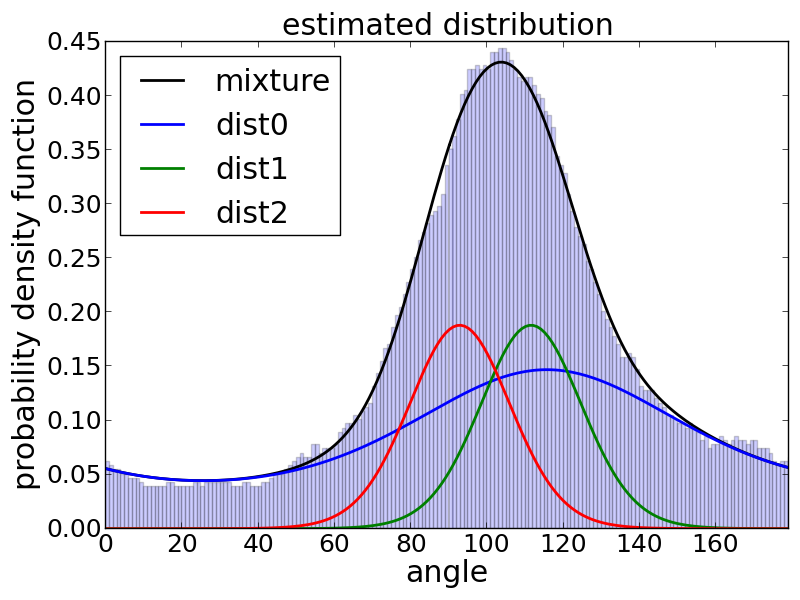 estimated distribution
probability density function
0.45
0.40
0.35
0.30
0.25
0.20
0.15
0.10
0.05
0.00
mixture
dist0
dist1
dist2
0 20 40 60 80 100 120 140 160
angle